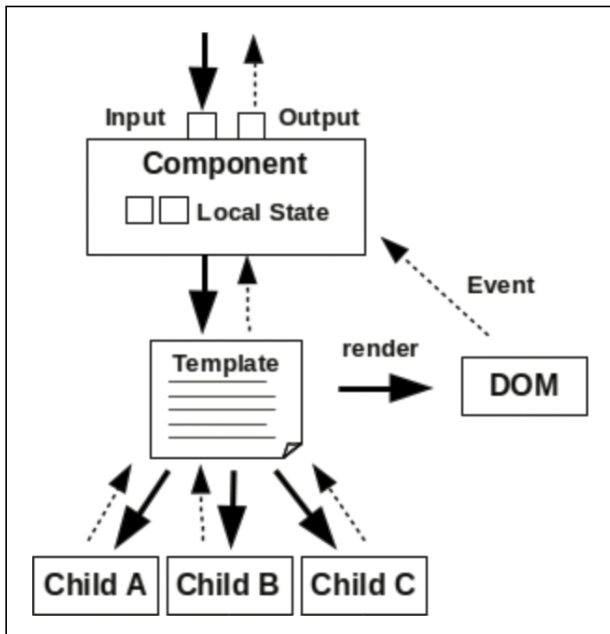 Input
Output
Component
Local State
Event
Template
render
DOM
Child A
Child B
Child C